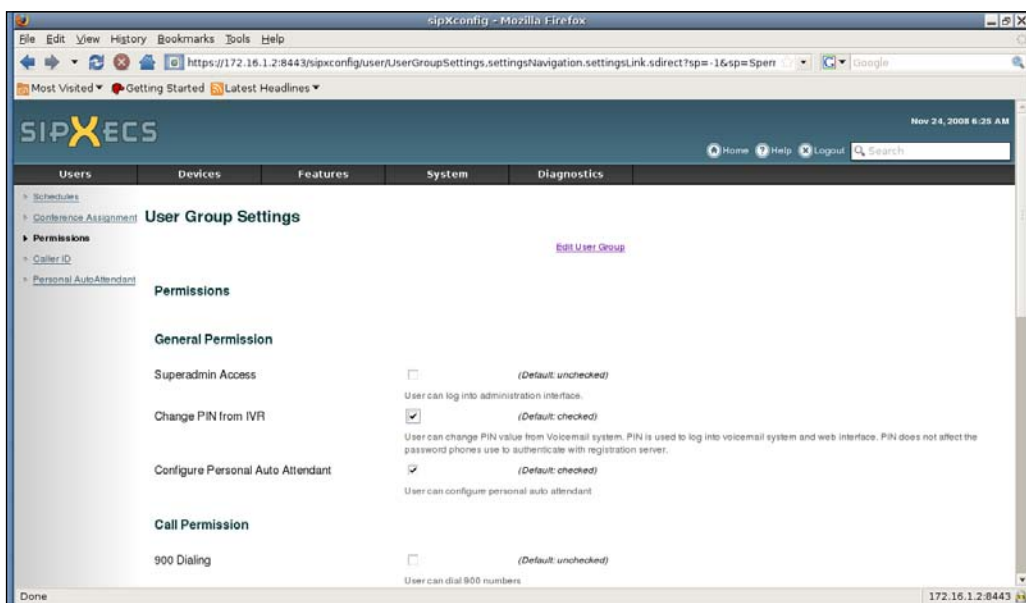 sipXconfig - Mozilla Firefox
File Edit View History Bookmarks Tools Help
https://172.16.1.2:8443/sipxconfig/user/UserGroupSettings,settingsNavigation.settingsLink.sdirect?sp=-1&sp=Sperr
Google
Most Visited Getting Started Latest Headlines
SIPXECS
Nov 24, 2008 6:25 AM
Home Help Logout Search
Users Devices Features System Diagnostics
Schedules
Conference Assignment
Permissions
Caller ID
Personal AutoAttendant
User Group Settings
Edit User Group
Permissions
General Permission
Superadmin Access (Default: unchecked)
User can log into administration interface.
Change PIN from IVR (Default: checked)
User can change PIN value from Voicemail system. PIN is used to log into voicemail system and web interface. PIN does not affect the
password phones use to authenticate with registration server.
Configure Personal Auto Attendant (Default: checked)
User can configure personal auto attendant
Call Permission
900 Dialing (Default: unchecked)
User can dial 900 numbers
Done
172.16.1.2:8443